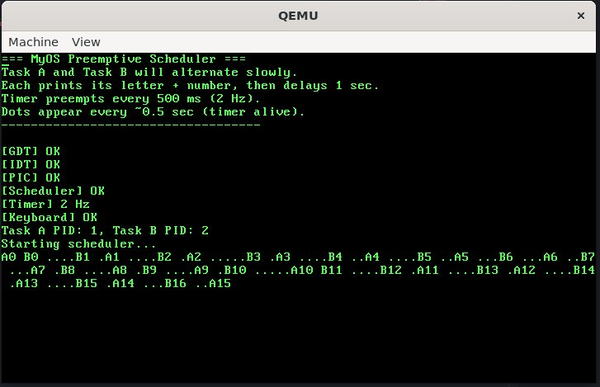 QEMU
Machine View
=== MyOS Preemptive Scheduler ===
Task A and Task B will alternate slowly.
Each prints its letter + number, then delays 1 sec.
Timer preempts every 500 ms (2 Hz).
Dots appear every ~0.5 sec (timer alive).
-----------------------------------
[GDT] OK
[IDT] OK
[PIC] OK
[Scheduler] OK
[Timer] 2 Hz
[Keyboard] OK
Task A PID: 1, Task B PID: 2
Starting scheduler...
A0 B0 ....B1 .A1 ....B2 .A2 .....B3 .A3 ....B4 ..A4 ....B5 ..A5 ...B6 ...A6 ..B7
...A7 .B8 ....A8 .B9 ....A9 .B10 .....A10 B11 ....B12 .A11 ....B13 .A12 ....B14
.A13 ....B15 .A14 ...B16 ..A15